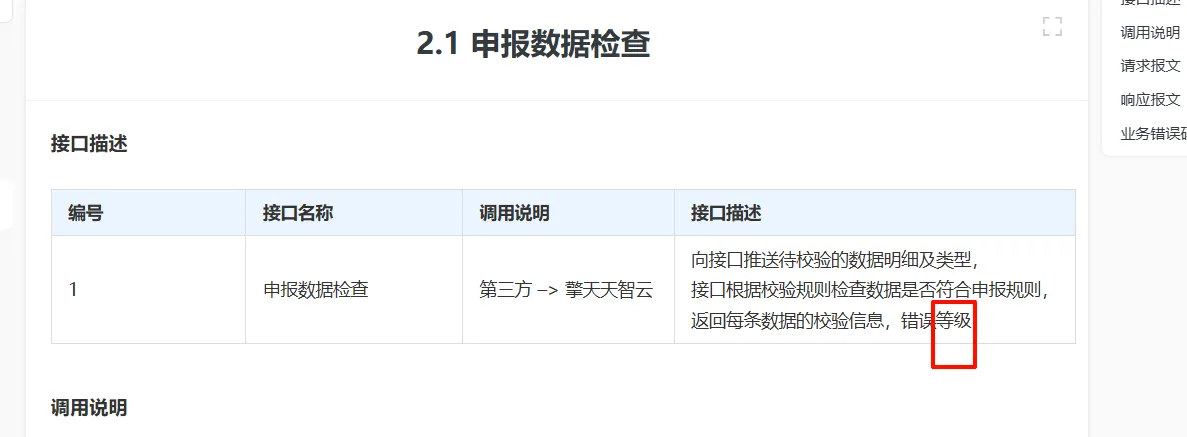 2.1 申报数据检查
接口描述
编号
接口名称
调用说明
接口描述
1
申报数据检查
第三方 –> 擎天天智云
向接口推送待校验的数据明细及类型，
接口根据校验规则检查数据是否符合申报规则，
返回每条数据的校验信息，错误等级
调用说明
接口描述
调用说明
请求报文
响应报文
业务错误码